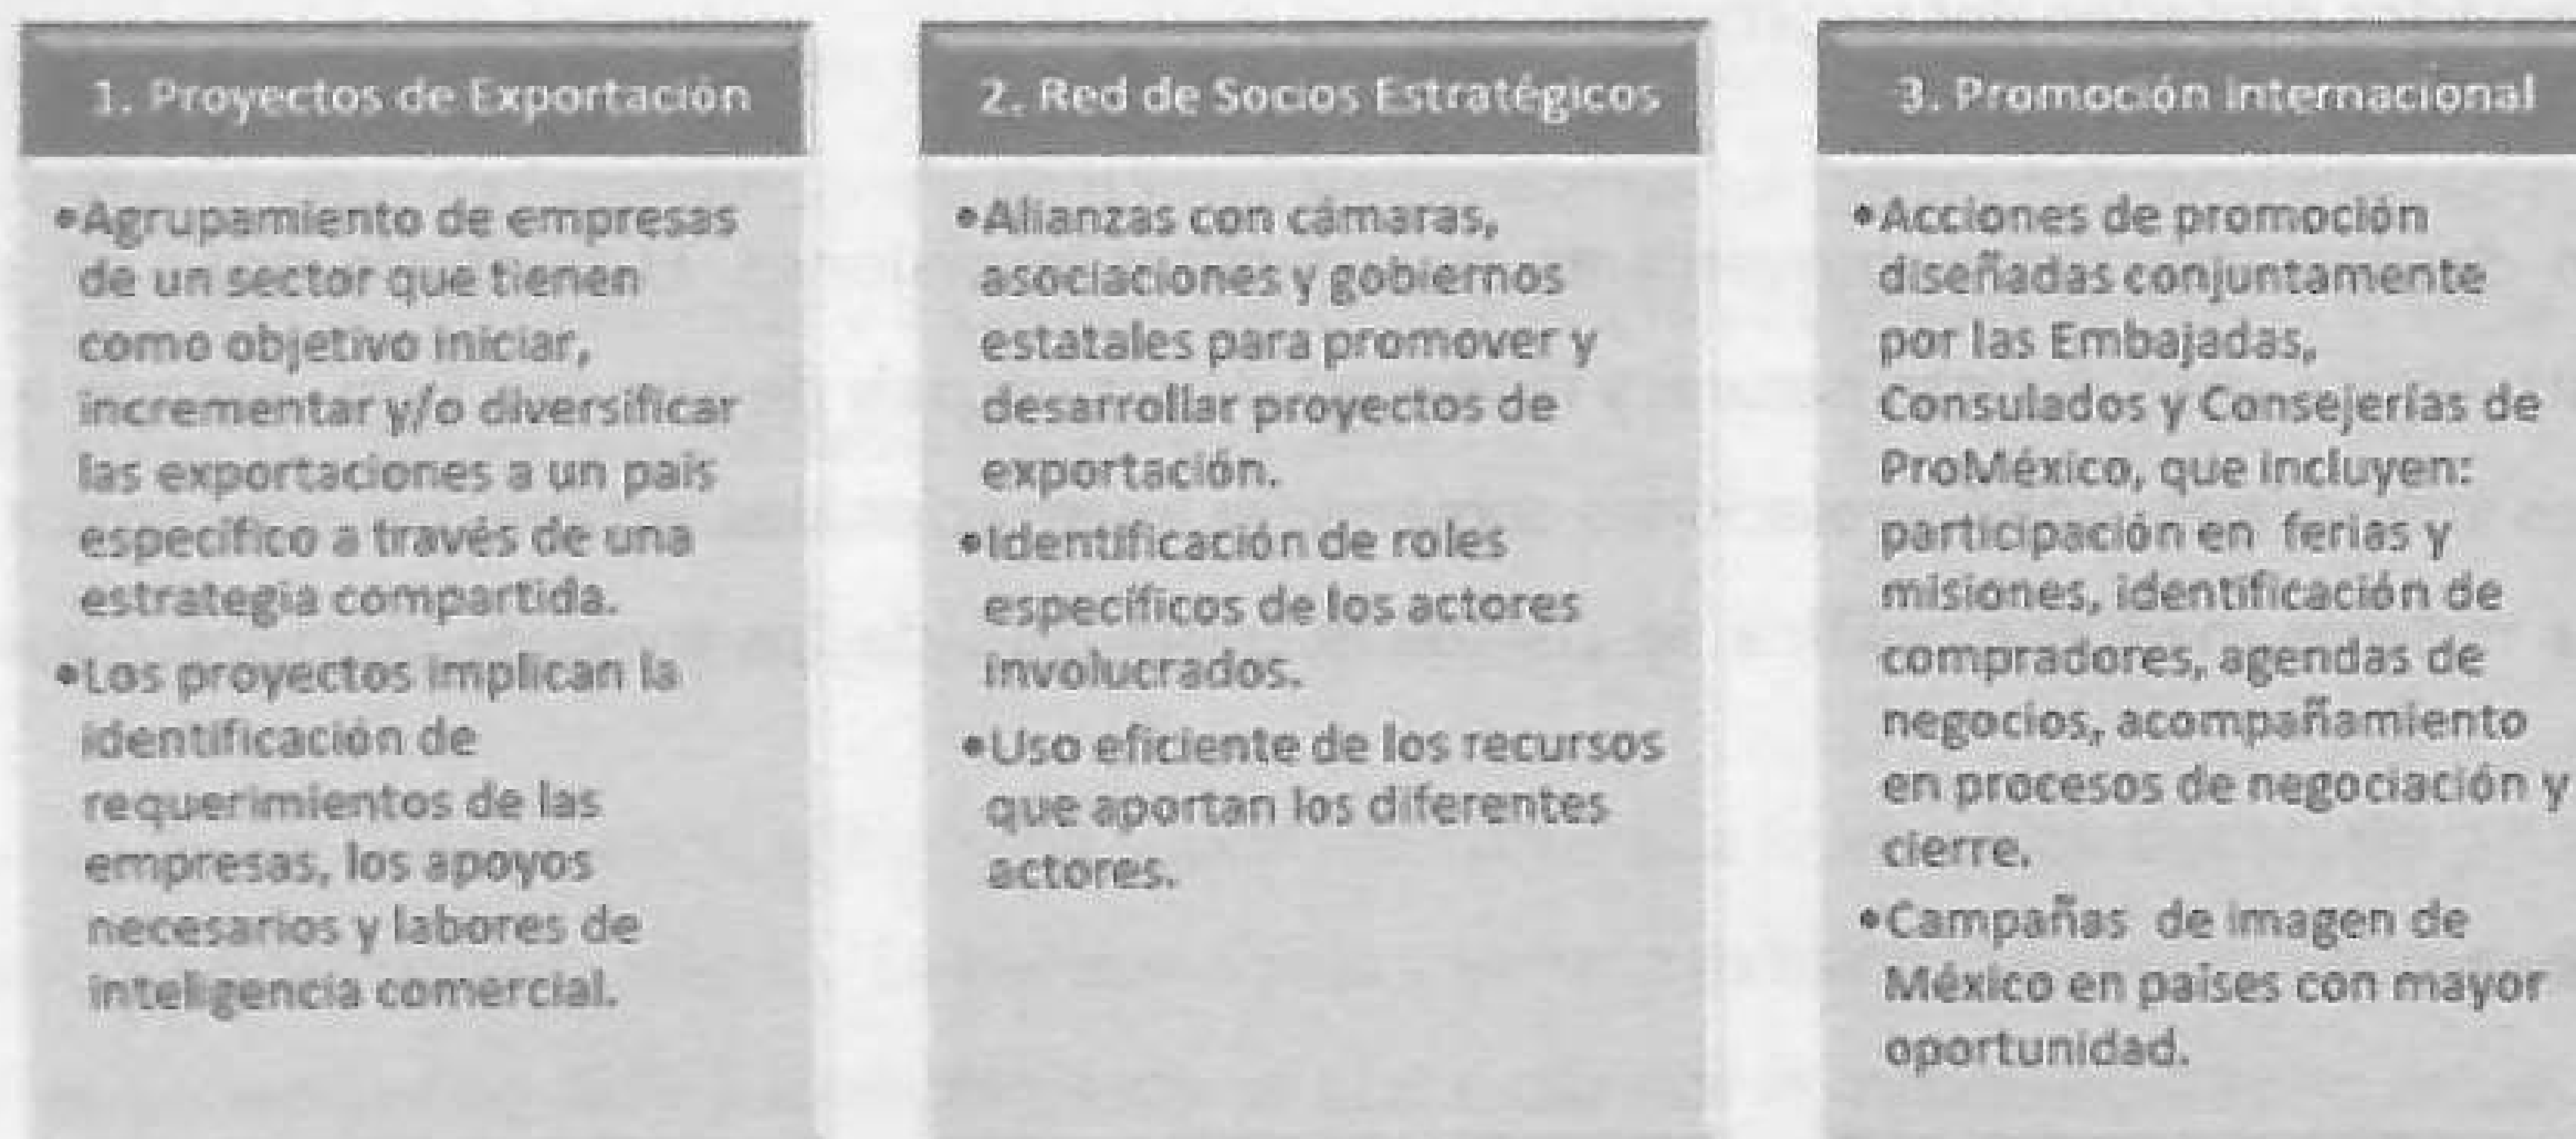 1. Proyectos de Exportación
•Agrupamiento de empresas
de un sector que tienen
como objetivo iniciar,
incrementar y/o diversificar
las exportaciones a un país
específico a través de una
estrategia compartida.
•Los proyectos implican la
identificación de
requerimientos de las
empresas, los apoyos
necesarios y labores de
inteligencia comercial.
2. Red de Socios Estratégicos
•Alianzas con cámaras,
asociaciones y gobiernos
estatales para promover y
desarrollar proyectos de
exportación.
•Identificación de roles
específicos de los actores
involucrados.
•Uso eficiente de los recursos
que aportan los diferentes
actores.
3. Promoción Internacional
•Acciones de promoción
diseñadas conjuntamente
por las Embajadas,
Consulados y Consejerías de
ProMéxico, que incluyen:
participación en ferias y
misiones, identificación de
compradores, agendas de
negocios, acompañamiento
en procesos de negociación y
cierre.
•Campañas de imagen de
México en países con mayor
oportunidad.